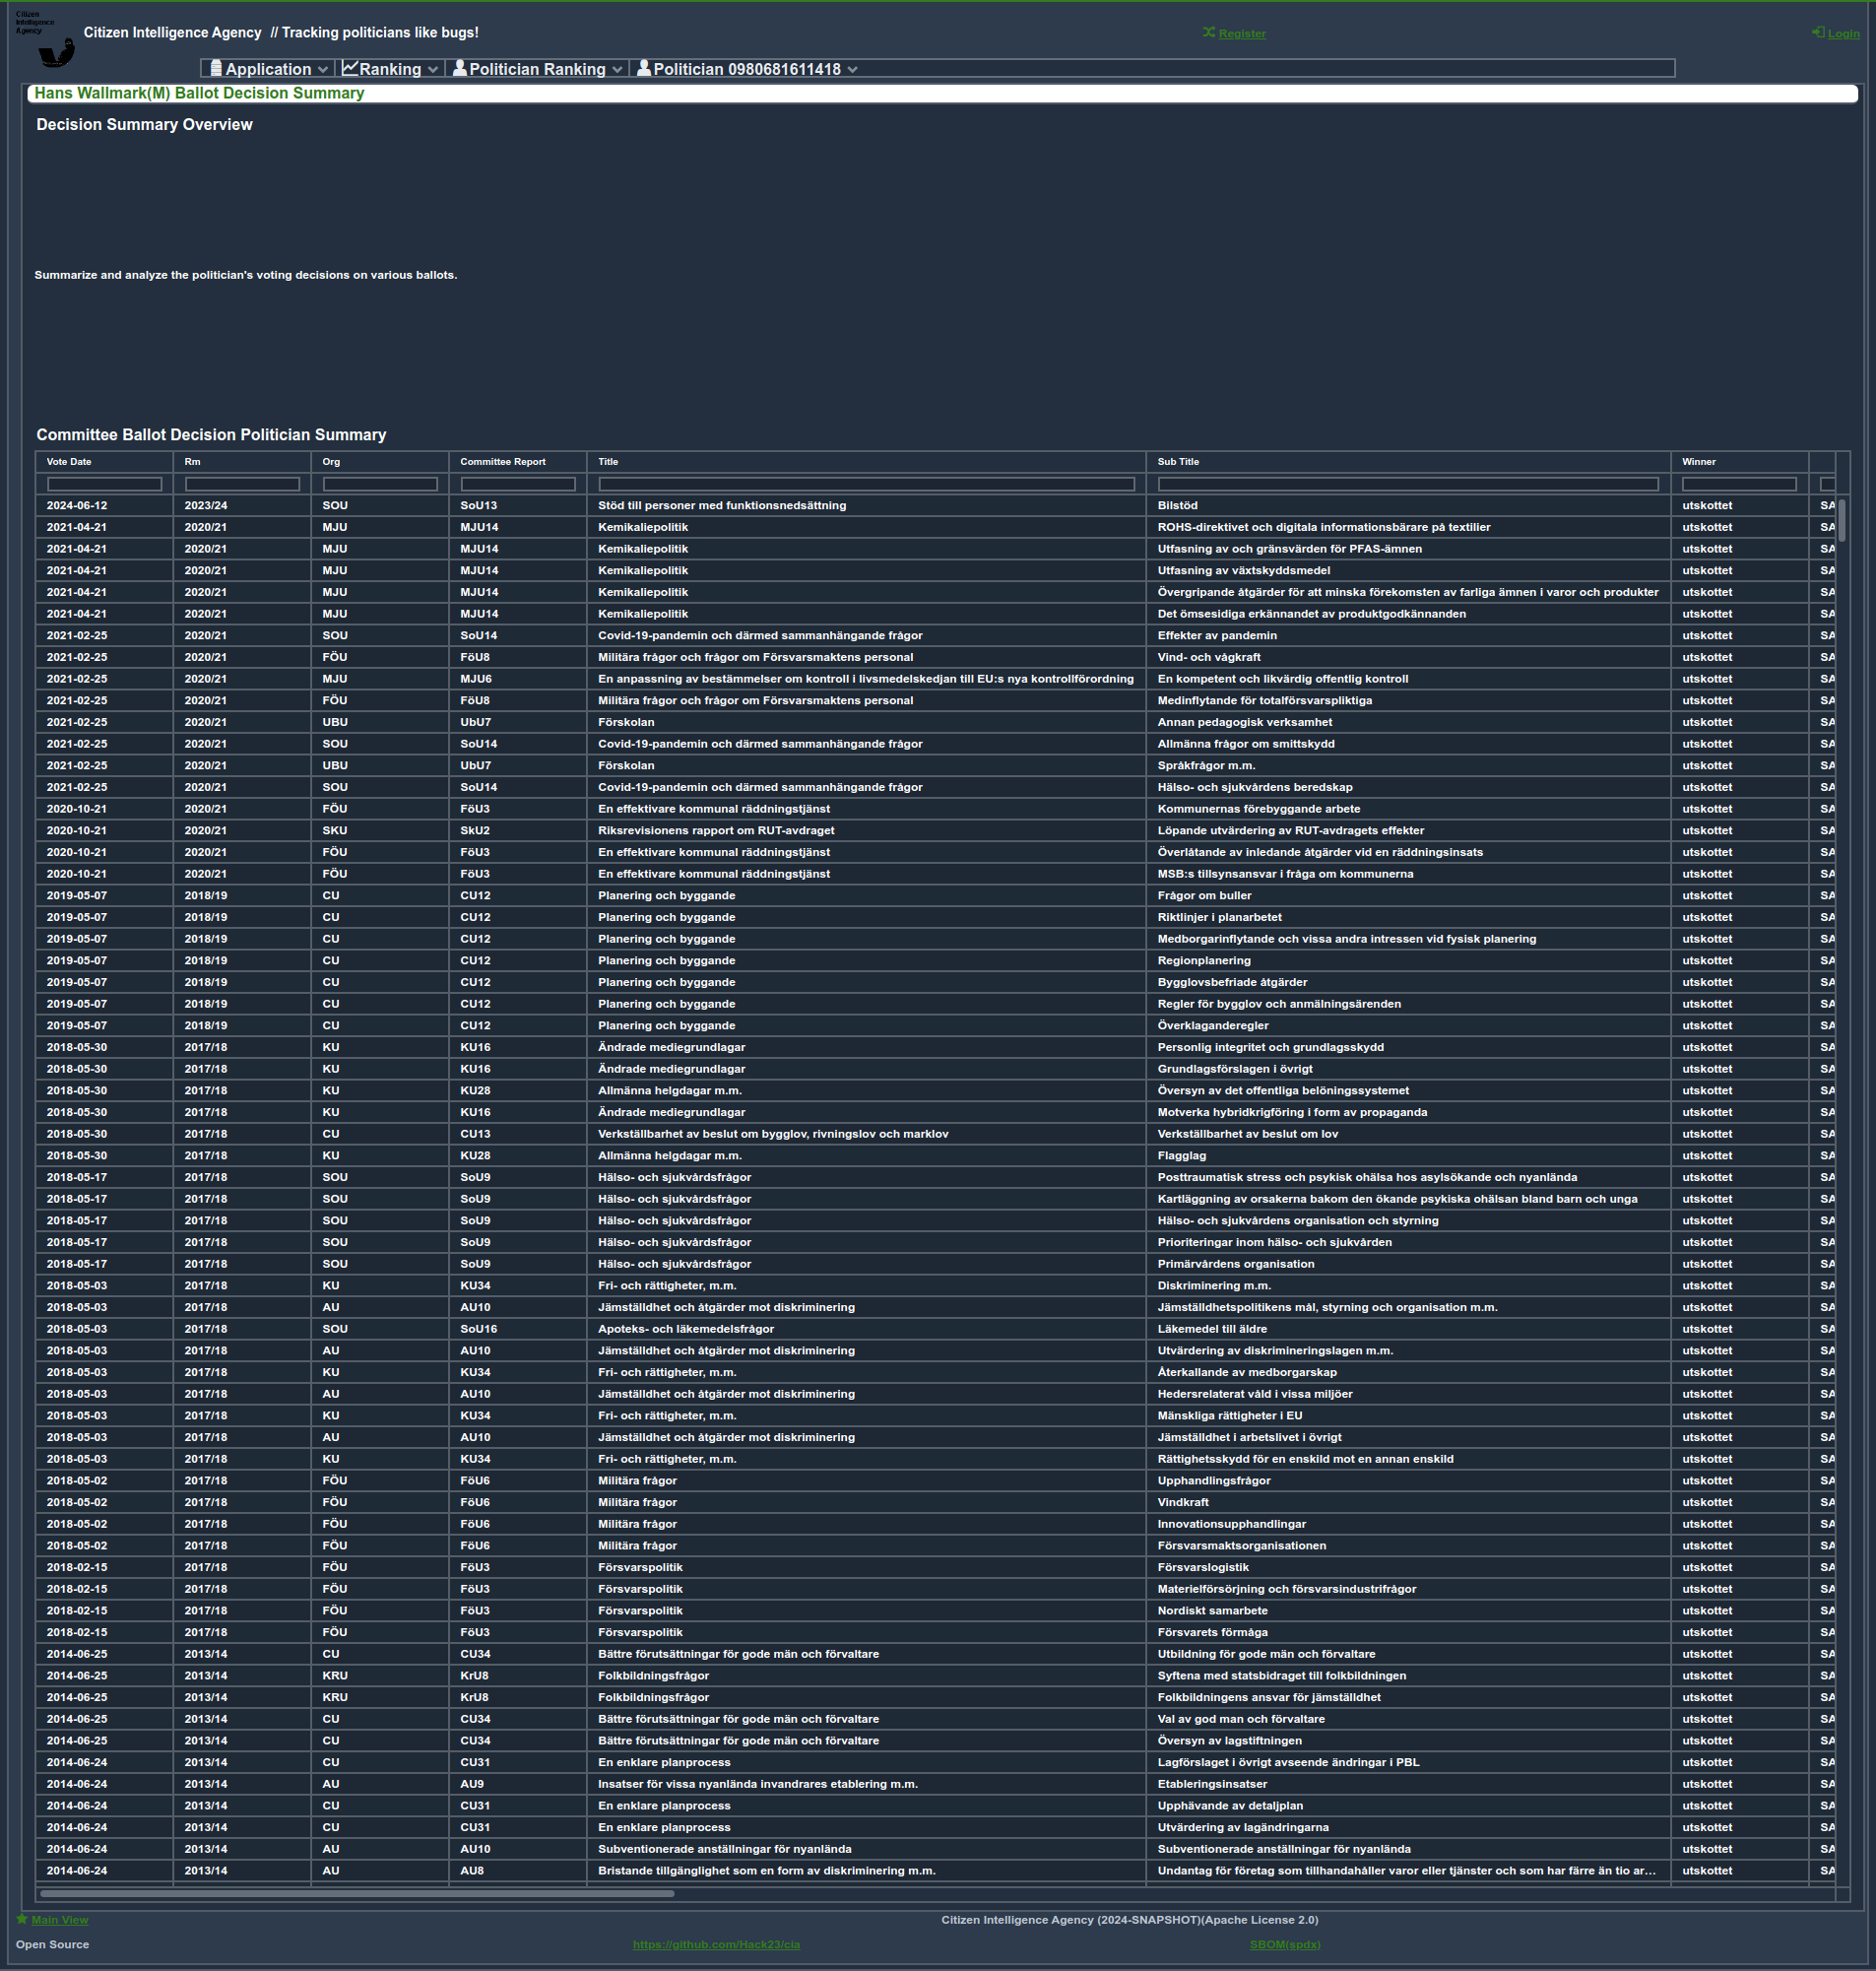 Citizen
Intelligence
Agency
Citizen Intelligence Agency // Tracking politicians like bugs!
Register
Login
Application Ranking Politician Ranking Politician 0980681611418
Hans Wallmark(M) Ballot Decision Summary
Decision Summary Overview
Summarize and analyze the politician's voting decisions on various ballots.
Committee Ballot Decision Politician Summary
Vote Date Rm Org Committee Report Title Sub Title Winner
2024-06-12 2023/24 SOU SoU13 Stöd till personer med funktionsnedsättning Bilstöd utskottet SA
2021-04-21 2020/21 MJU MJU14 Kemikaliepolitik ROHS-direktivet och digitala informationsbärare på textilier utskottet SA
2021-04-21 2020/21 MJU MJU14 Kemikaliepolitik Utfasning av och gränsvärden för PFAS-ämnen utskottet SA
2021-04-21 2020/21 MJU MJU14 Kemikaliepolitik Utfasning av växtskyddsmedel utskottet SA
2021-04-21 2020/21 MJU MJU14 Kemikaliepolitik Övergripande åtgärder för att minska förekomsten av farliga ämnen i varor och produkter utskottet SA
2021-04-21 2020/21 MJU MJU14 Kemikaliepolitik Det ömsesidiga erkännandet av produktgodkännanden utskottet SA
2021-02-25 2020/21 SOU SoU14 Covid-19-pandemin och därmed sammanhängande frågor Effekter av pandemin utskottet SA
2021-02-25 2020/21 FÖU FöU8 Militära frågor och frågor om Försvarsmaktens personal Vind- och vågkraft utskottet SA
2021-02-25 2020/21 MJU MJU6 En anpassning av bestämmelser om kontroll i livsmedelskedjan till EU:s nya kontrollförordning En kompetent och likvärdig offentlig kontroll utskottet SA
2021-02-25 2020/21 FÖU FöU8 Militära frågor och frågor om Försvarsmaktens personal Medinflytande för totalförsvarspliktiga utskottet SA
2021-02-25 2020/21 UBU UbU7 Förskolan Annan pedagogisk verksamhet utskottet SA
2021-02-25 2020/21 SOU SoU14 Covid-19-pandemin och därmed sammanhängande frågor Allmänna frågor om smittskydd utskottet SA
2021-02-25 2020/21 UBU UbU7 Förskolan Språkfrågor m.m. utskottet SA
2021-02-25 2020/21 SOU SoU14 Covid-19-pandemin och därmed sammanhängande frågor Hälso- och sjukvårdens beredskap utskottet SA
2020-10-21 2020/21 FÖU FöU3 En effektivare kommunal räddningstjänst Kommunernas förebyggande arbete utskottet SA
2020-10-21 2020/21 SKU SkU2 Riksrevisionens rapport om RUT-avdraget Löpande utvärdering av RUT-avdragets effekter utskottet SA
2020-10-21 2020/21 FÖU FöU3 En effektivare kommunal räddningstjänst Överlåtande av inledande åtgärder vid en räddningsinsats utskottet SA
2020-10-21 2020/21 FÖU FöU3 En effektivare kommunal räddningstjänst MSB:s tillsynsansvar i fråga om kommunerna utskottet SA
2019-05-07 2018/19 CU CU12 Planering och byggande Frågor om buller utskottet SA
2019-05-07 2018/19 CU CU12 Planering och byggande Riktlinjer i planarbetet utskottet SA
2019-05-07 2018/19 CU CU12 Planering och byggande Medborgarinflytande och vissa andra intressen vid fysisk planering utskottet SA
2019-05-07 2018/19 CU CU12 Planering och byggande Regionplanering utskottet SA
2019-05-07 2018/19 CU CU12 Planering och byggande Bygglovsbefriade åtgärder utskottet SA
2019-05-07 2018/19 CU CU12 Planering och byggande Regler för bygglov och anmälningsärenden utskottet SA
2019-05-07 2018/19 CU CU12 Planering och byggande Överklaganderegler utskottet SA
2018-05-30 2017/18 KU KU16 Ändrade mediegrundlagar Personlig integritet och grundlagsskydd utskottet SA
2018-05-30 2017/18 KU KU16 Ändrade mediegrundlagar Grundlagsförslagen i övrigt utskottet SA
2018-05-30 2017/18 KU KU28 Allmänna helgdagar m.m. Översyn av det offentliga belöningssystemet utskottet SA
2018-05-30 2017/18 KU KU16 Ändrade mediegrundlagar Motverka hybridkrigföring i form av propaganda utskottet SA
2018-05-30 2017/18 CU CU13 Verkställbarhet av beslut om bygglov, rivningslov och marklov Verkställbarhet av beslut om lov utskottet SA
2018-05-30 2017/18 KU KU28 Allmänna helgdagar m.m. Flagglag utskottet SA
2018-05-17 2017/18 SOU SoU9 Hälso- och sjukvårdsfrågor Posttraumatisk stress och psykisk ohälsa hos asylsökande och nyanlända utskottet SA
2018-05-17 2017/18 SOU SoU9 Hälso- och sjukvårdsfrågor Kartläggning av orsakerna bakom den ökande psykiska ohälsan bland barn och unga utskottet SA
2018-05-17 2017/18 SOU SoU9 Hälso- och sjukvårdsfrågor Hälso- och sjukvårdens organisation och styrning utskottet SA
2018-05-17 2017/18 SOU SoU9 Hälso- och sjukvårdsfrågor Prioriteringar inom hälso- och sjukvården utskottet SA
2018-05-17 2017/18 SOU SoU9 Hälso- och sjukvårdsfrågor Primärvårdens organisation utskottet SA
2018-05-03 2017/18 KU KU34 Fri- och rättigheter, m.m. Diskriminering m.m. utskottet SA
2018-05-03 2017/18 AU AU10 Jämställdhet och åtgärder mot diskriminering Jämställdhetspolitikens mål, styrning och organisation m.m. utskottet SA
2018-05-03 2017/18 SOU SoU16 Apoteks- och läkemedelsfrågor Läkemedel till äldre utskottet SA
2018-05-03 2017/18 AU AU10 Jämställdhet och åtgärder mot diskriminering Utvärdering av diskrimineringslagen m.m. utskottet SA
2018-05-03 2017/18 KU KU34 Fri- och rättigheter, m.m. Återkallande av medborgarskap utskottet SA
2018-05-03 2017/18 AU AU10 Jämställdhet och åtgärder mot diskriminering Hedersrelaterat våld i vissa miljöer utskottet SA
2018-05-03 2017/18 KU KU34 Fri- och rättigheter, m.m. Mänskliga rättigheter i EU utskottet SA
2018-05-03 2017/18 AU AU10 Jämställdhet och åtgärder mot diskriminering Jämställdhet i arbetslivet i övrigt utskottet SA
2018-05-03 2017/18 KU KU34 Fri- och rättigheter, m.m. Rättighetsskydd för en enskild mot en annan enskild utskottet SA
2018-05-02 2017/18 FÖU FöU6 Militära frågor Upphandlingsfrågor utskottet SA
2018-05-02 2017/18 FÖU FöU6 Militära frågor Vindkraft utskottet SA
2018-05-02 2017/18 FÖU FöU6 Militära frågor Innovationsupphandlingar utskottet SA
2018-05-02 2017/18 FÖU FöU6 Militära frågor Försvarsmaktsorganisationen utskottet SA
2018-02-15 2017/18 FÖU FöU3 Försvarspolitik Försvarslogistik utskottet SA
2018-02-15 2017/18 FÖU FöU3 Försvarspolitik Materielförsörjning och försvarsindustrifrågor utskottet SA
2018-02-15 2017/18 FÖU FöU3 Försvarspolitik Nordiskt samarbete utskottet SA
2018-02-15 2017/18 FÖU FöU3 Försvarspolitik Försvarets förmåga utskottet SA
2014-06-25 2013/14 CU CU34 Bättre förutsättningar för gode män och förvaltare Utbildning för gode män och förvaltare utskottet SA
2014-06-25 2013/14 KRU KrU8 Folkbildningsfrågor Syftena med statsbidraget till folkbildningen utskottet SA
2014-06-25 2013/14 KRU KrU8 Folkbildningsfrågor Folkbildningens ansvar för jämställdhet utskottet SA
2014-06-25 2013/14 CU CU34 Bättre förutsättningar för gode män och förvaltare Val av god man och förvaltare utskottet SA
2014-06-25 2013/14 CU CU34 Bättre förutsättningar för gode män och förvaltare Översyn av lagstiftningen utskottet SA
2014-06-24 2013/14 CU CU31 En enklare planprocess Lagförslaget i övrigt avseende ändringar i PBL utskottet SA
2014-06-24 2013/14 AU AU9 Insatser för vissa nyanlända invandrares etablering m.m. Etableringsinsatser utskottet SA
2014-06-24 2013/14 CU CU31 En enklare planprocess Upphävande av detaljplan utskottet SA
2014-06-24 2013/14 CU CU31 En enklare planprocess Utvärdering av lagändringarna utskottet SA
2014-06-24 2013/14 AU AU10 Subventionerade anställningar för nyanlända Subventionerade anställningar för nyanlända utskottet SA
2014-06-24 2013/14 AU AU8 Bristande tillgänglighet som en form av diskriminering m.m. Undantag för företag som tillhandahåller varor eller tjänster och som har färre än tio ar... utskottet SA
Main View
Citizen Intelligence Agency (2024-SNAPSHOT)(Apache License 2.0)
Open Source
https://github.com/Hack23/cia
SBOM(spdx)